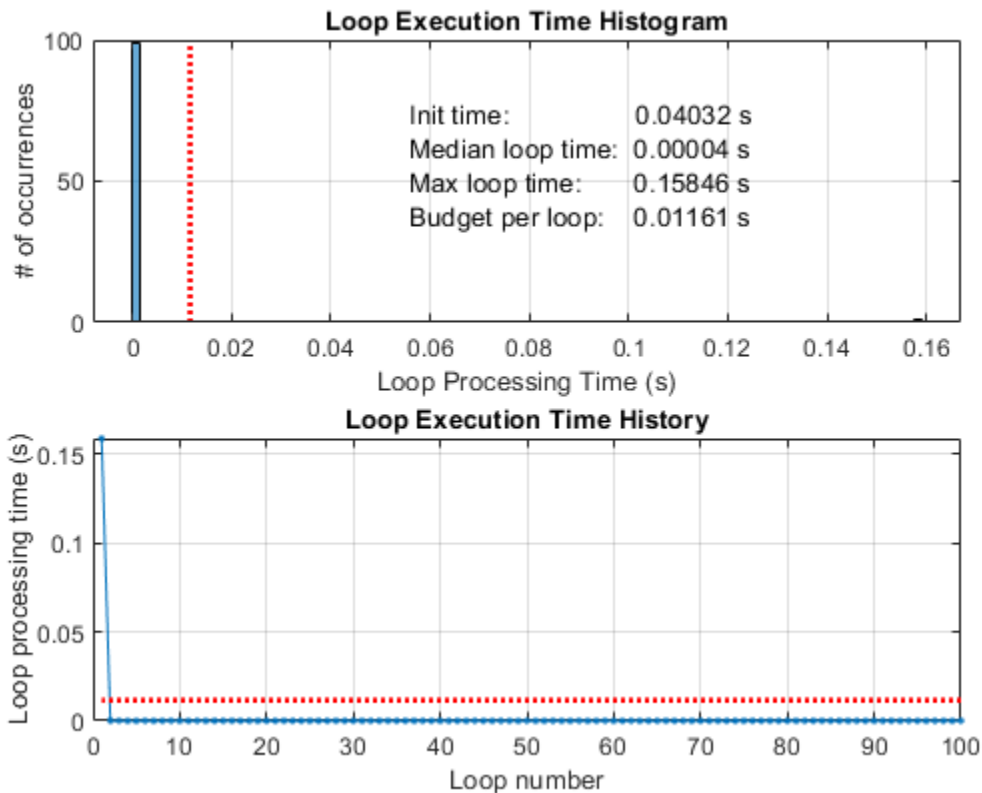 Loop Execution Time Histogram
100
50
0
# of occurrences
Init time: 0.04032 s
Median loop time: 0.00004 s
Max loop time: 0.15846 s
Budget per loop: 0.01161 s
0 0.02 0.04 0.06 0.08 0.1 0.12 0.14 0.16
Loop Processing Time (s)
Loop Execution Time History
0.15
0.1
0.05
0
Loop processing time (s)
0 10 20 30 40 50 60 70 80 90 100
Loop number